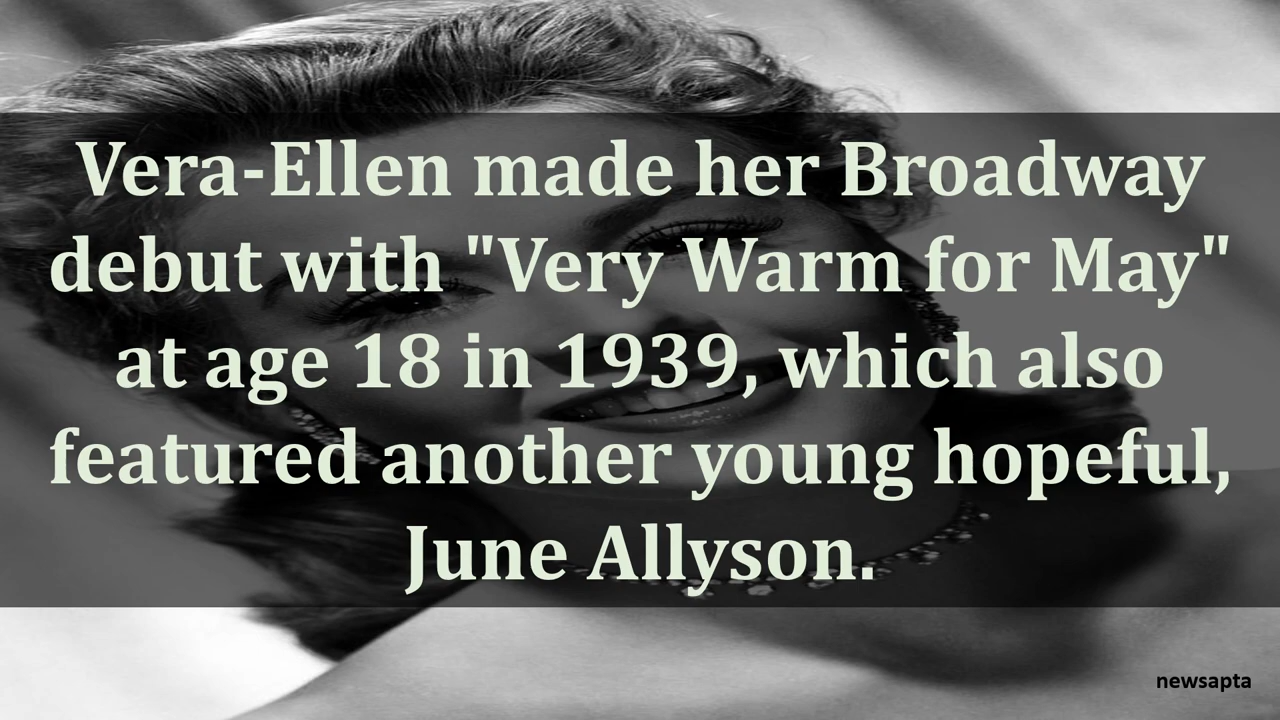 Vera-Ellen made her Broadway
debut with "Very Warm for May"
at age 18 in 1939, which also
featured another young hopeful,
June Allyson.
newsapta